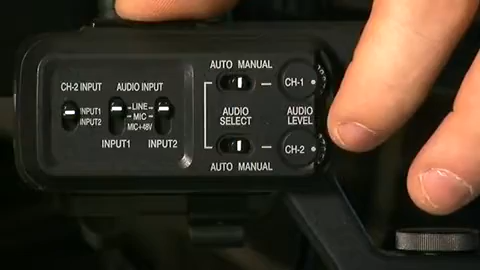 AUTO MANUAL
CH-1
CH-2 INPUT
AUDIO INPUT
INPUT1
INPUT2
LINE
MIC
MIC+48V
INPUT1
INPUT2
AUDIO
SELECT
AUDIO
LEVEL
CH-2
AUTO MANUAL